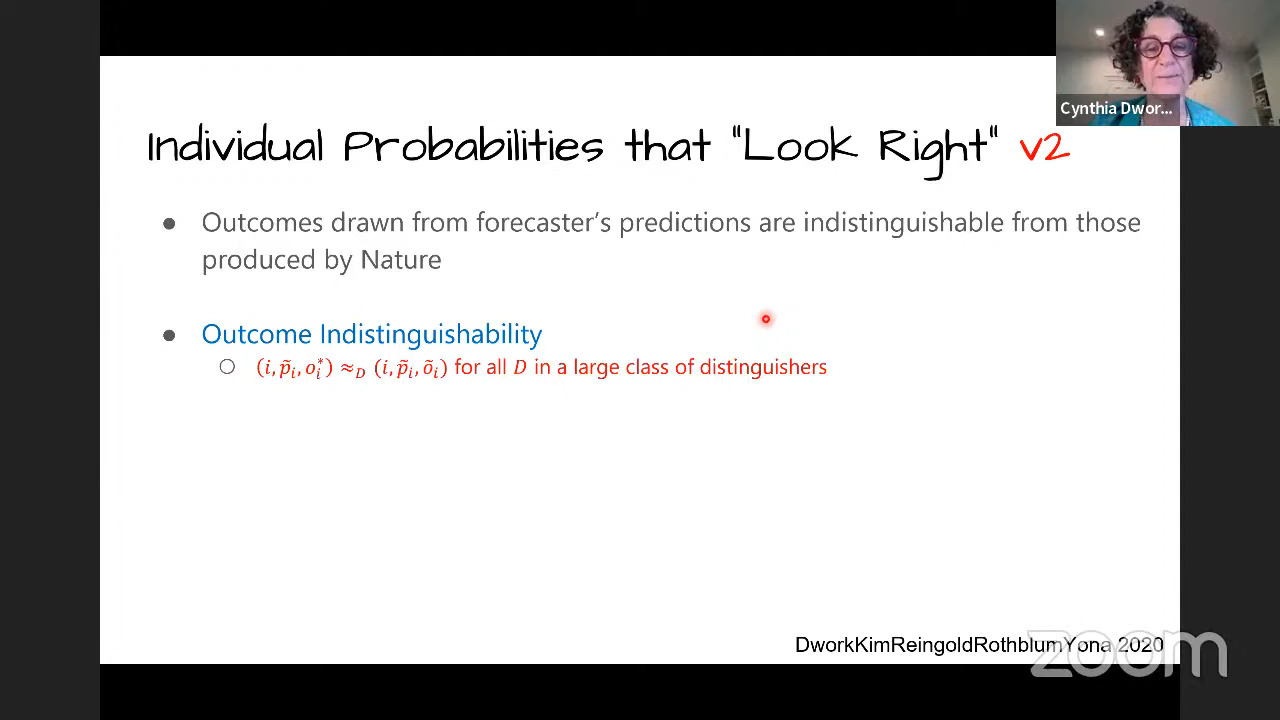 Cynthia Dwor...
Individual Probabilities that "Look Right" v2
● Outcomes drawn from forecaster's predictions are indistinguishable from those
produced by Nature
● Outcome Indistinguishability
○ (i, p̃ᵢ, oᵢ*) ≈_D (i, p̃ᵢ, õᵢ) for all D in a large class of distinguishers
DworkKimReingoldRothblumYona 2020
zoom